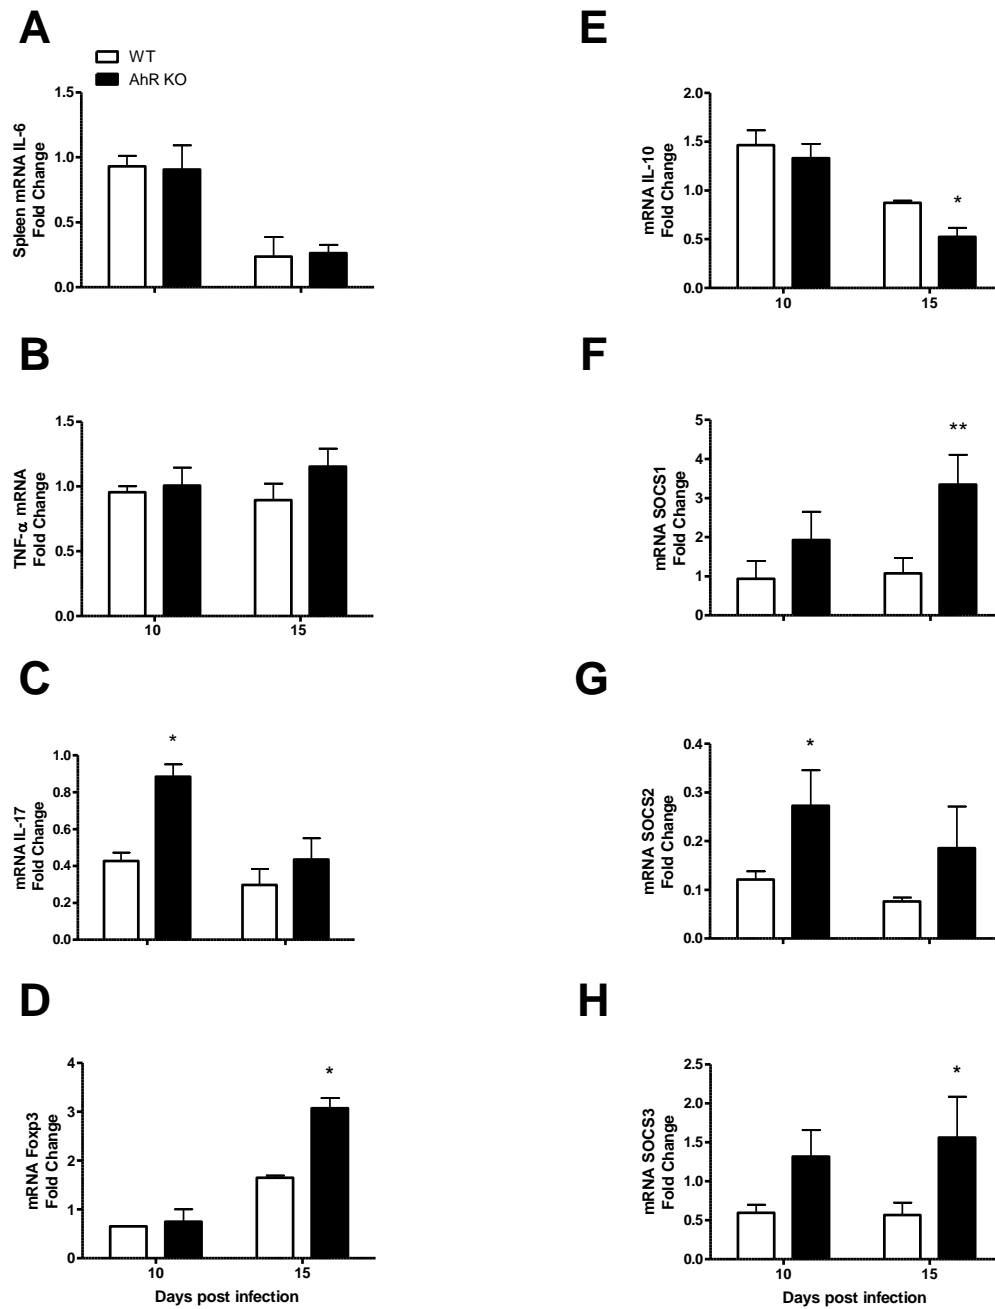 A
WT
AhR KO
Spleen mRNA IL-6
Fold Change
1.5
1.0
0.5
0.0
B
TNF-α mRNA
Fold Change
1.5
1.0
0.5
0.0
10 15
C
*
mRNA IL-17
Fold Change
1.0
0.8
0.6
0.4
0.2
0.0
D
*
mRNA Foxp3
Fold Change
4
3
2
1
0
10 15
Days post infection
E
mRNA IL-10
Fold Change
2.0
1.5
1.0
0.5
0.0
*
10 15
F
mRNA SOCS1
Fold Change
5
4
3
2
1
0
**
G
mRNA SOCS2
Fold Change
0.4
0.3
0.2
0.1
0.0
*
H
mRNA SOCS3
Fold Change
2.5
2.0
1.5
1.0
0.5
0.0
*
10 15
Days post infection